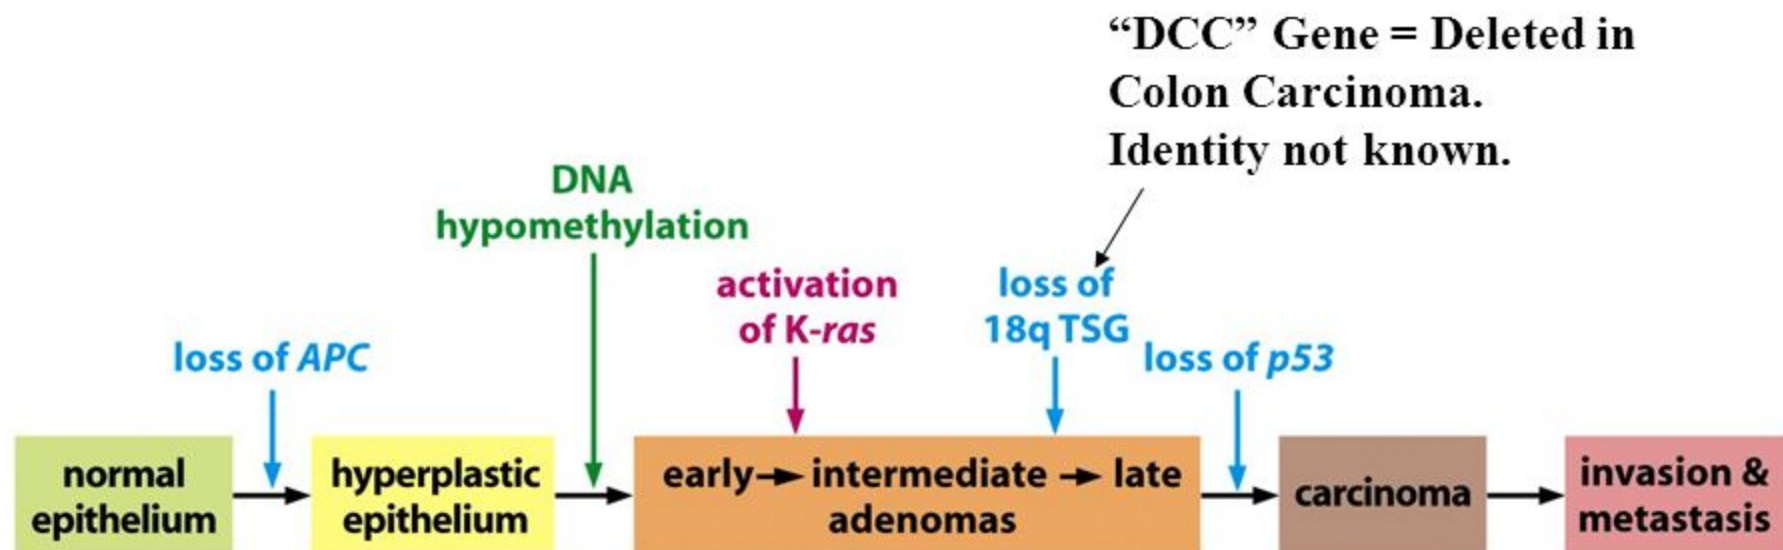 “DCC” Gene = Deleted in
Colon Carcinoma.
Identity not known.
DNA
hypomethylation
activation
of K-ras
loss of
18q TSG
loss of APC
loss of p53
normal
epithelium
hyperplastic
epithelium
early → intermediate → late
adenomas
carcinoma
invasion &
metastasis